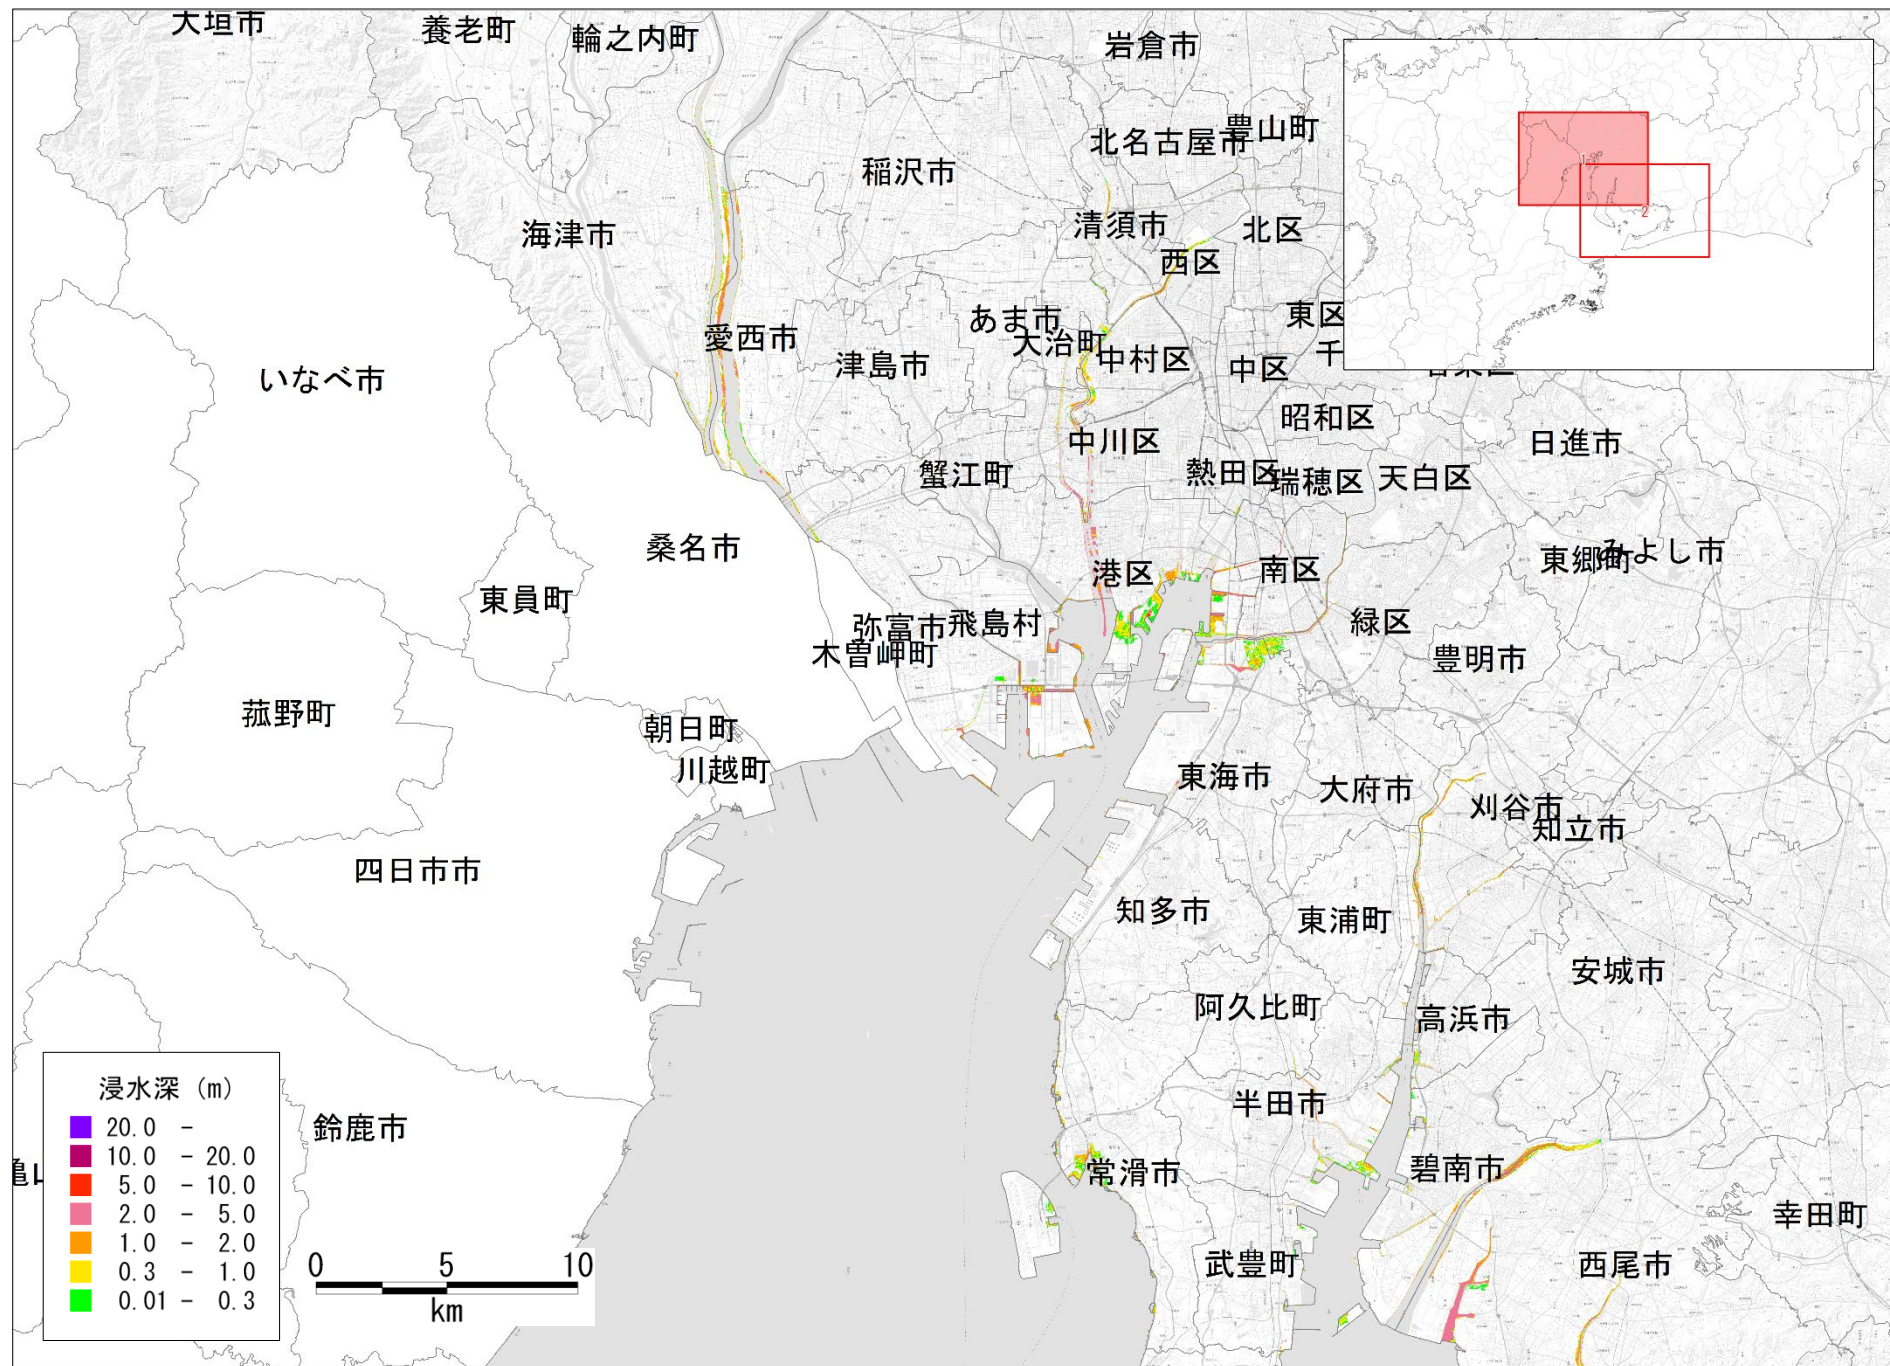 大垣市
養老町
輪之内町
岩倉市
豊山町
北名古屋市
稲沢市
清須市
北区
海津市
西区
あま市
東区
愛西市
大治町
中村区
千
津島市
中区
いなべ市
昭和区
中川区
日進市
蟹江町
熱田区
瑞穂区
天白区
桑名市
東郷町
みよし市
港区
南区
東員町
弥富市
飛島村
緑区
木曽岬町
豊明市
菰野町
朝日町
川越町
東海市
大府市
刈谷市
知立市
四日市市
知多市
東浦町
安城市
阿久比町
高浜市
半田市
鈴鹿市
常滑市
碧南市
幸田町
武豊町
西尾市
1
2
浸水深 (m)
20.0 -
10.0 - 20.0
5.0 - 10.0
2.0 - 5.0
1.0 - 2.0
0.3 - 1.0
0.01 - 0.3
0 5 10
km